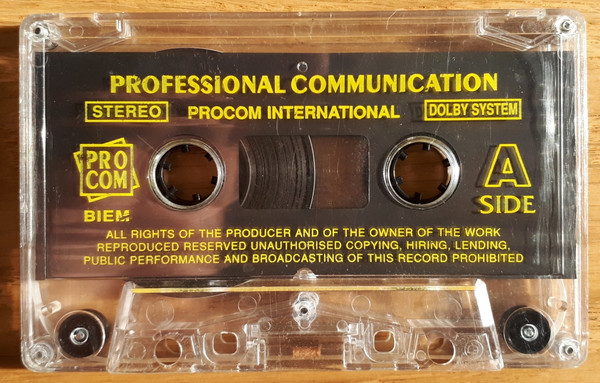 PROFESSIONAL COMMUNICATION
STEREO PROCOM INTERNATIONAL DOLBY SYSTEM
PRO
COM
BIEM
A
SIDE
ALL RIGHTS OF THE PRODUCER AND OF THE OWNER OF THE WORK
REPRODUCED RESERVED UNAUTHORISED COPYING, HIRING, LENDING,
PUBLIC PERFORMANCE AND BROADCASTING OF THIS RECORD PROHIBITED